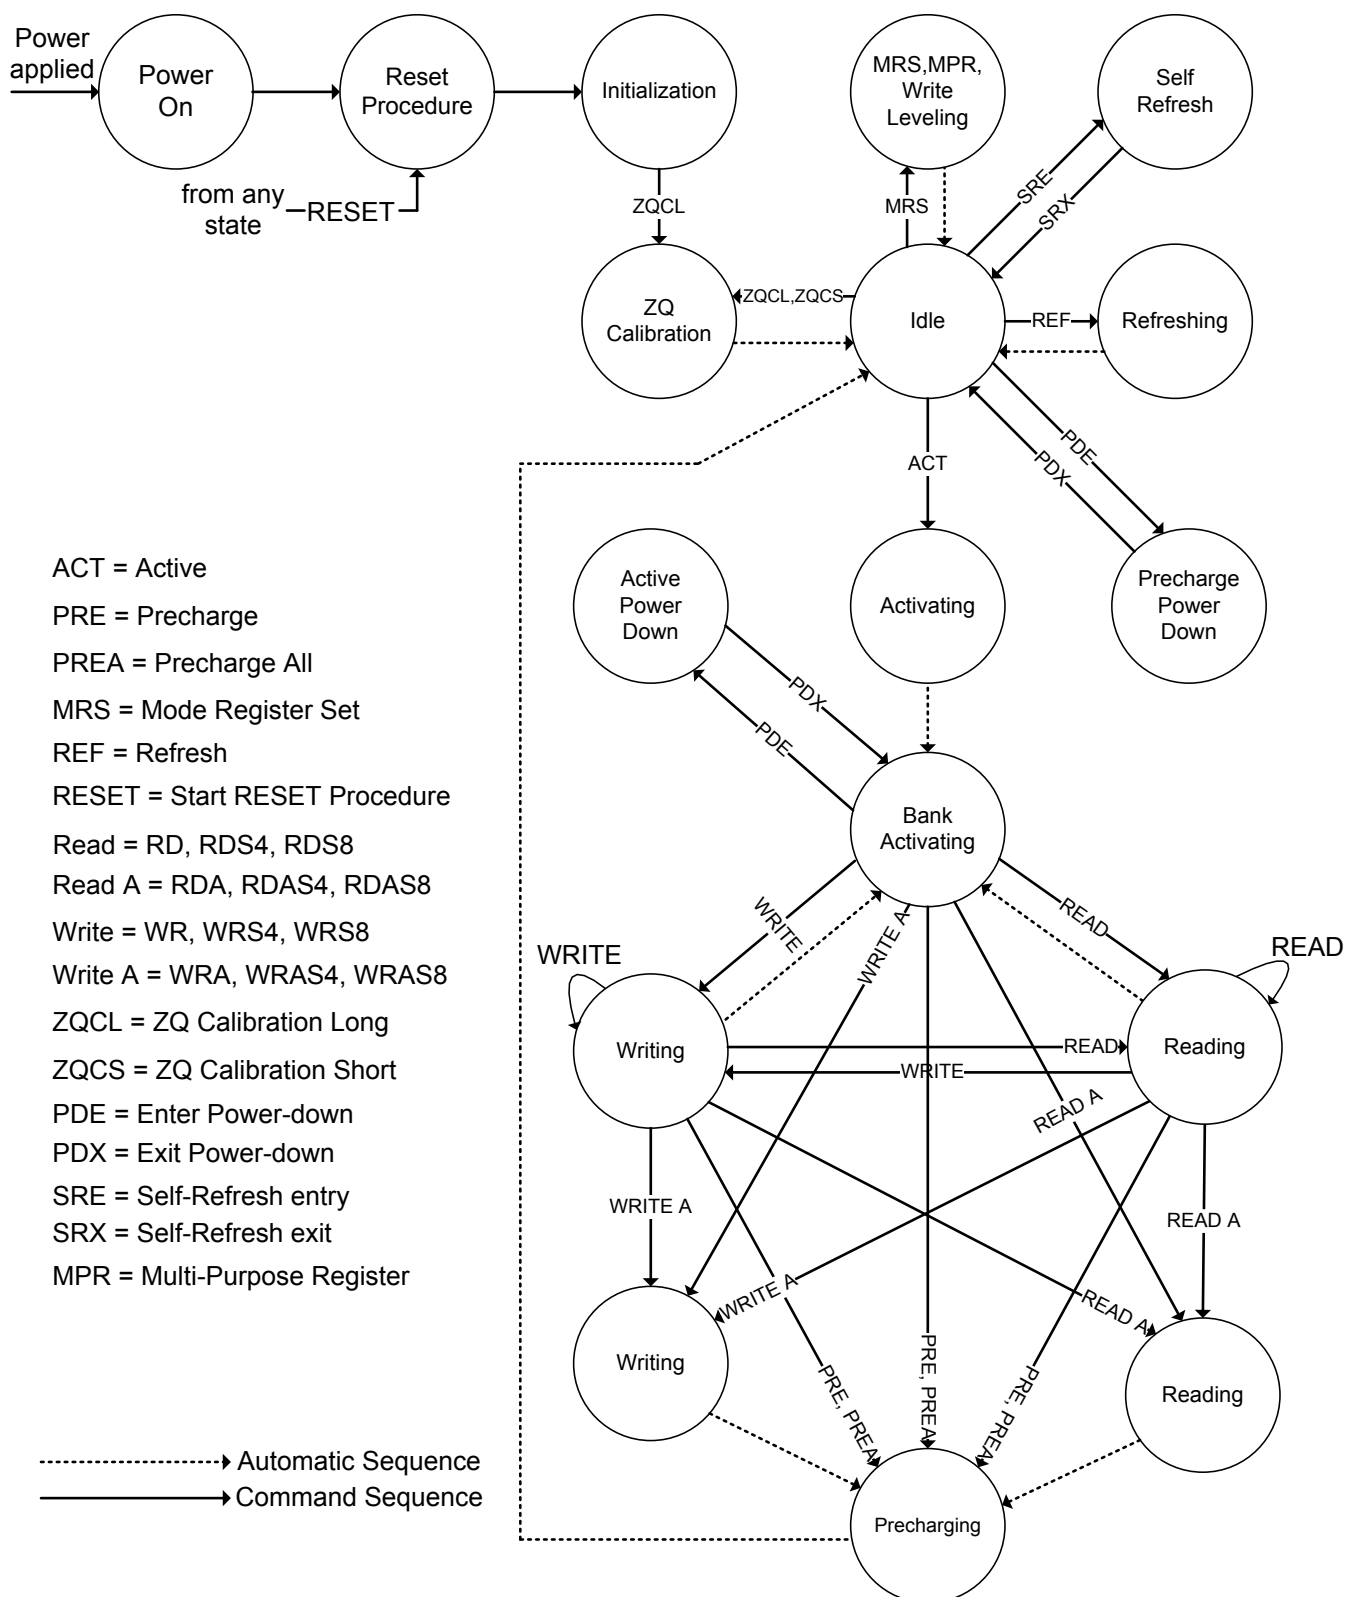 Power
applied
Power
On
Reset
Procedure
Initialization
MRS,MPR,
Write
Leveling
Self
Refresh
from any
state
RESET
ZQCL
MRS
SRE
SRX
ZQ
Calibration
ZQCL,ZQCS
Idle
REF
Refreshing
ACT
PDE
PDX
Active
Power
Down
Activating
Precharge
Power
Down
PDX
PDE
Bank
Activating
ACT = Active
PRE = Precharge
PREA = Precharge All
MRS = Mode Register Set
REF = Refresh
RESET = Start RESET Procedure
Read = RD, RDS4, RDS8
Read A = RDA, RDAS4, RDAS8
Write = WR, WRS4, WRS8
Write A = WRA, WRAS4, WRAS8
ZQCL = ZQ Calibration Long
ZQCS = ZQ Calibration Short
PDE = Enter Power-down
PDX = Exit Power-down
SRE = Self-Refresh entry
SRX = Self-Refresh exit
MPR = Multi-Purpose Register
WRITE
WRITE
WRITE A
READ
READ
Writing
READ
WRITE
Reading
READ A
WRITE A
READ A
WRITE A
READ A
Writing
PRE, PREA
PRE, PREA
PRE, PREA
Reading
Precharging
Automatic Sequence
Command Sequence